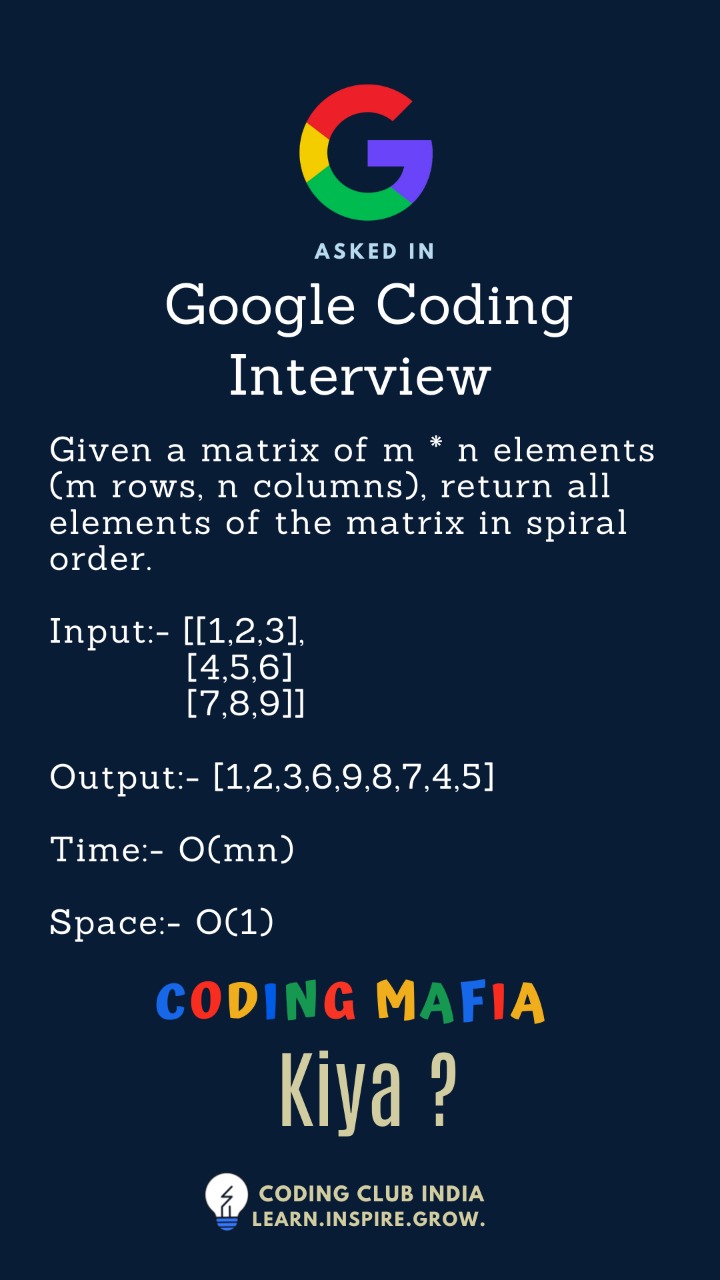 ASKED IN
Google Coding
Interview
Given a matrix of m * n elements
(m rows, n columns), return all
elements of the matrix in spiral
order.
Input:- [[1,2,3],
[4,5,6]
[7,8,9]]
Output:- [1,2,3,6,9,8,7,4,5]
Time:- O(mn)
Space:- O(1)
CODING MAFIA
Kiya ?
CODING CLUB INDIA
LEARN.INSPIRE.GROW.